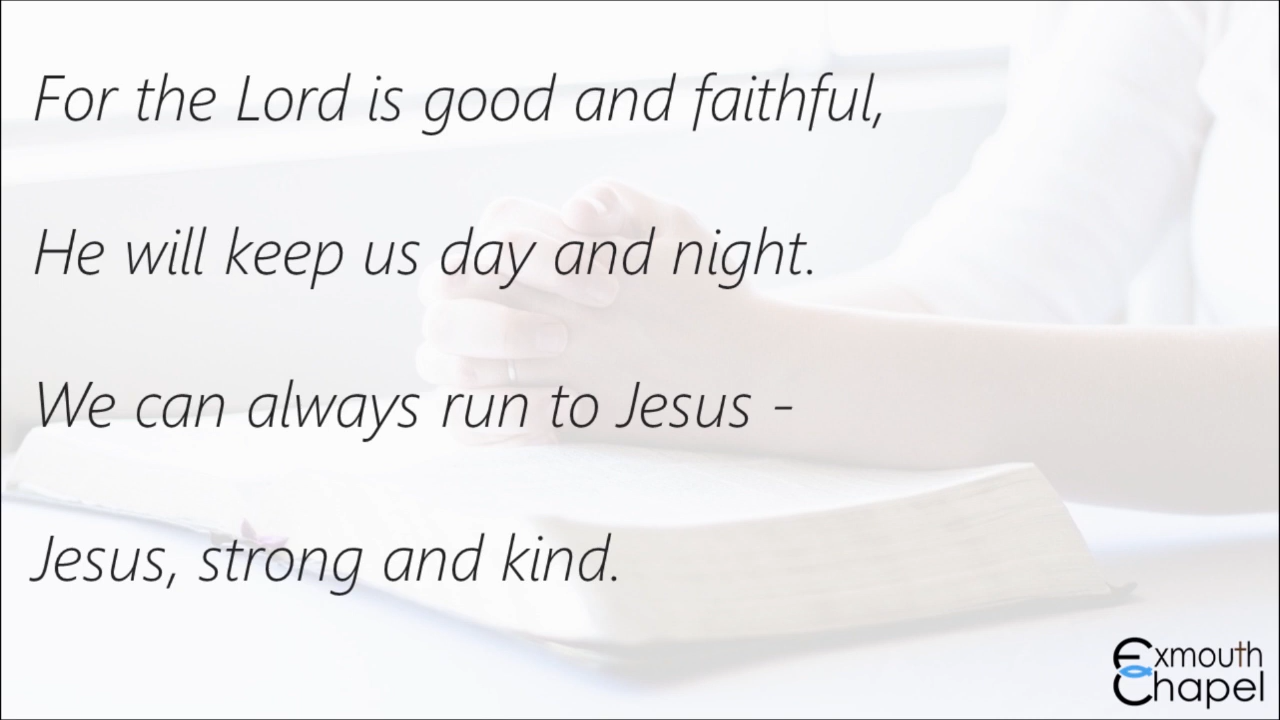 For the Lord is good and faithful,
He will keep us day and night.
We can always run to Jesus -
Jesus, strong and kind.
Exmouth
Chapel